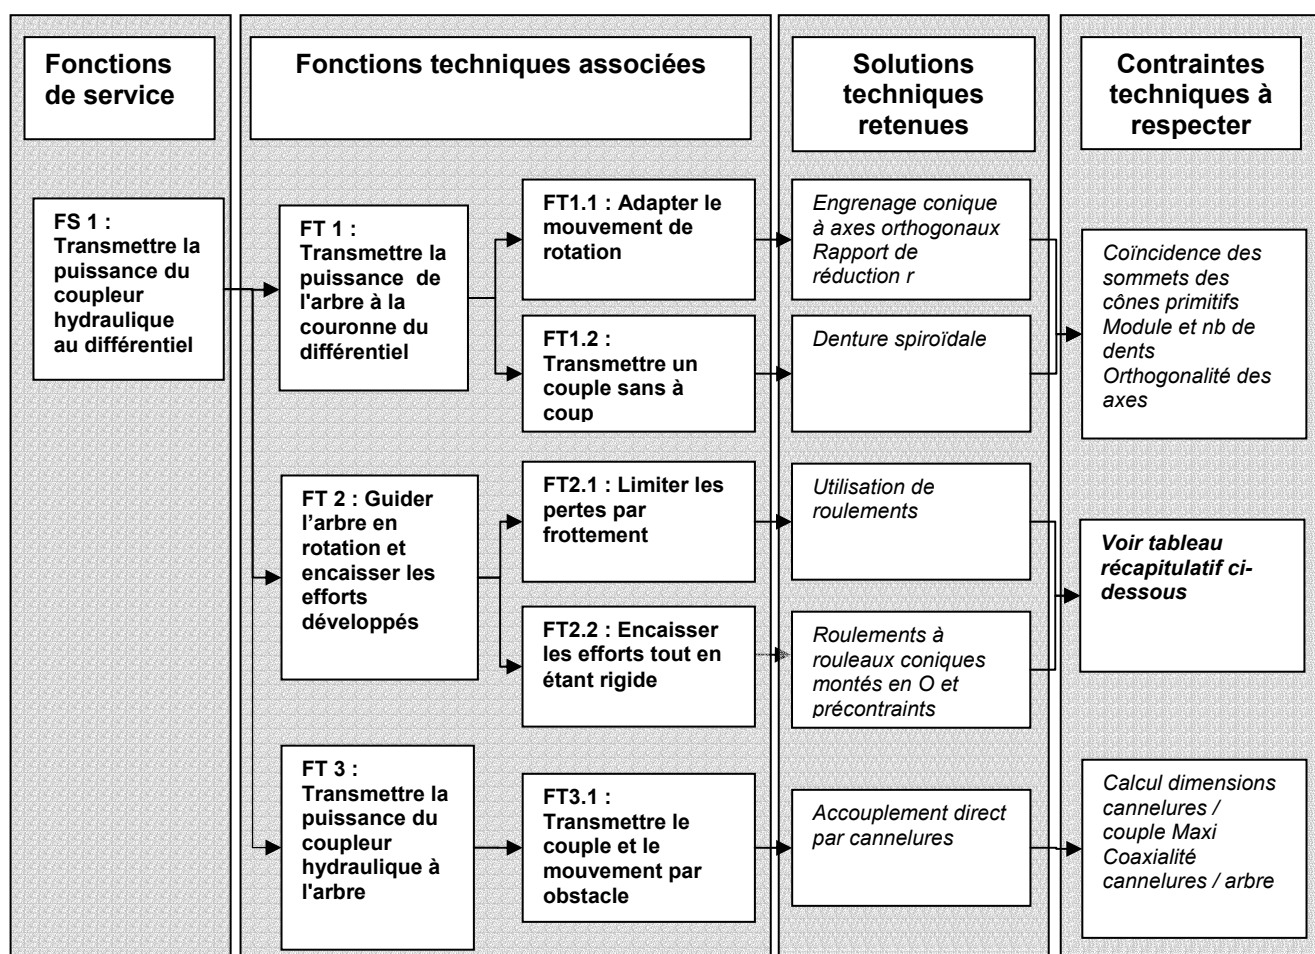 Fonctions
de service
Fonctions techniques associées
Solutions
techniques
retenues
Contraintes
techniques à
respecter
FS 1 :
Transmettre la
puissance du
coupleur
hydraulique
au différentiel
FT 1 :
Transmettre la
puissance de
l'arbre à la
couronne du
différentiel
FT1.1 : Adapter le
mouvement de
rotation
Engrenage conique
à axes orthogonaux
Rapport de
réduction r
FT1.2 :
Transmettre un
couple sans à
coup
Denture spiroïdale
Coïncidence des
sommets des
cônes primitifs
Module et nb de
dents
Orthogonalité des
axes
FT 2 : Guider
l’arbre en
rotation et
encaisser les
efforts
développés
FT2.1 : Limiter les
pertes par
frottement
Utilisation de
roulements
FT2.2 : Encaisser
les efforts tout en
étant rigide
Roulements à
rouleaux coniques
montés en O et
précontraints
Voir tableau
récapitulatif ci-
dessous
FT 3 :
Transmettre la
puissance du
coupleur
hydraulique à
l'arbre
FT3.1 :
Transmettre le
couple et le
mouvement par
obstacle
Accouplement direct
par cannelures
Calcul dimensions
cannelures /
couple Maxi
Coaxialité
cannelures / arbre